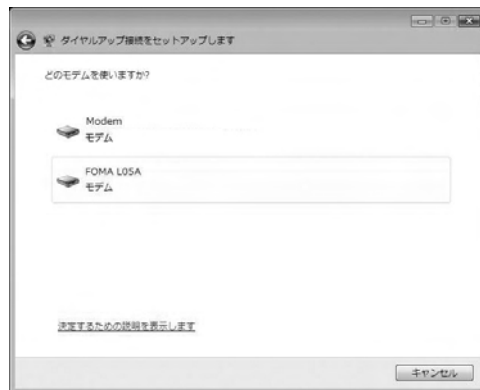 ダイヤルアップ接続をセットアップします
どのモデムを使いますか?
Modem
モデム
FOMA L05A
モデム
決定するための説明を表示します
キャンセル